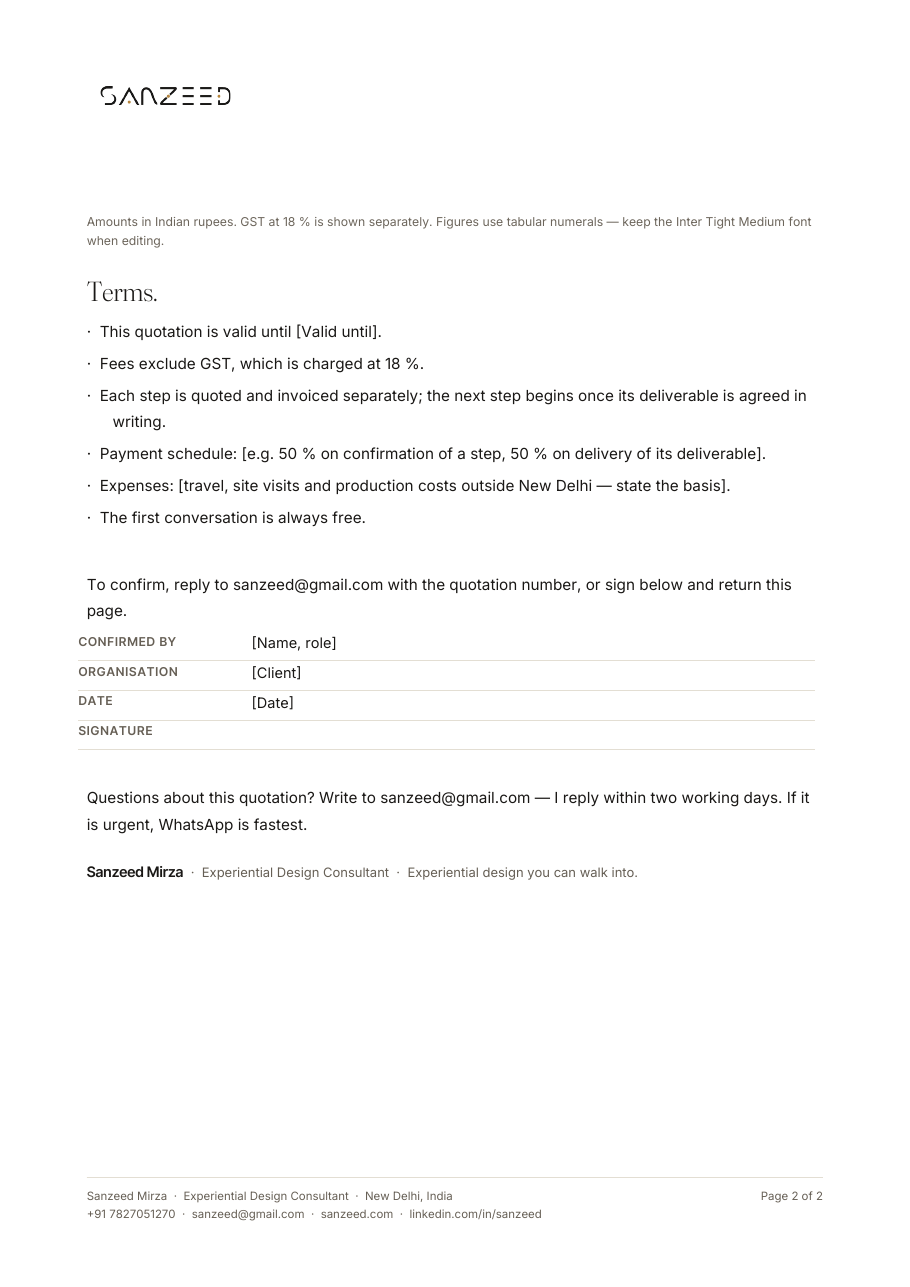 SANZEED
Amounts in Indian rupees. GST at 18 % is shown separately. Figures use tabular numerals — keep the Inter Tight Medium font
when editing.
Terms.
· This quotation is valid until [Valid until].
· Fees exclude GST, which is charged at 18 %.
· Each step is quoted and invoiced separately; the next step begins once its deliverable is agreed in
writing.
· Payment schedule: [e.g. 50 % on confirmation of a step, 50 % on delivery of its deliverable].
· Expenses: [travel, site visits and production costs outside New Delhi — state the basis].
· The first conversation is always free.
To confirm, reply to sanzeed@gmail.com with the quotation number, or sign below and return this
page.
CONFIRMED BY [Name, role]
ORGANISATION [Client]
DATE [Date]
SIGNATURE
Questions about this quotation? Write to sanzeed@gmail.com — I reply within two working days. If it
is urgent, WhatsApp is fastest.
Sanzeed Mirza · Experiential Design Consultant · Experiential design you can walk into.
Sanzeed Mirza · Experiential Design Consultant · New Delhi, India Page 2 of 2
+91 7827051270 · sanzeed@gmail.com · sanzeed.com · linkedin.com/in/sanzeed